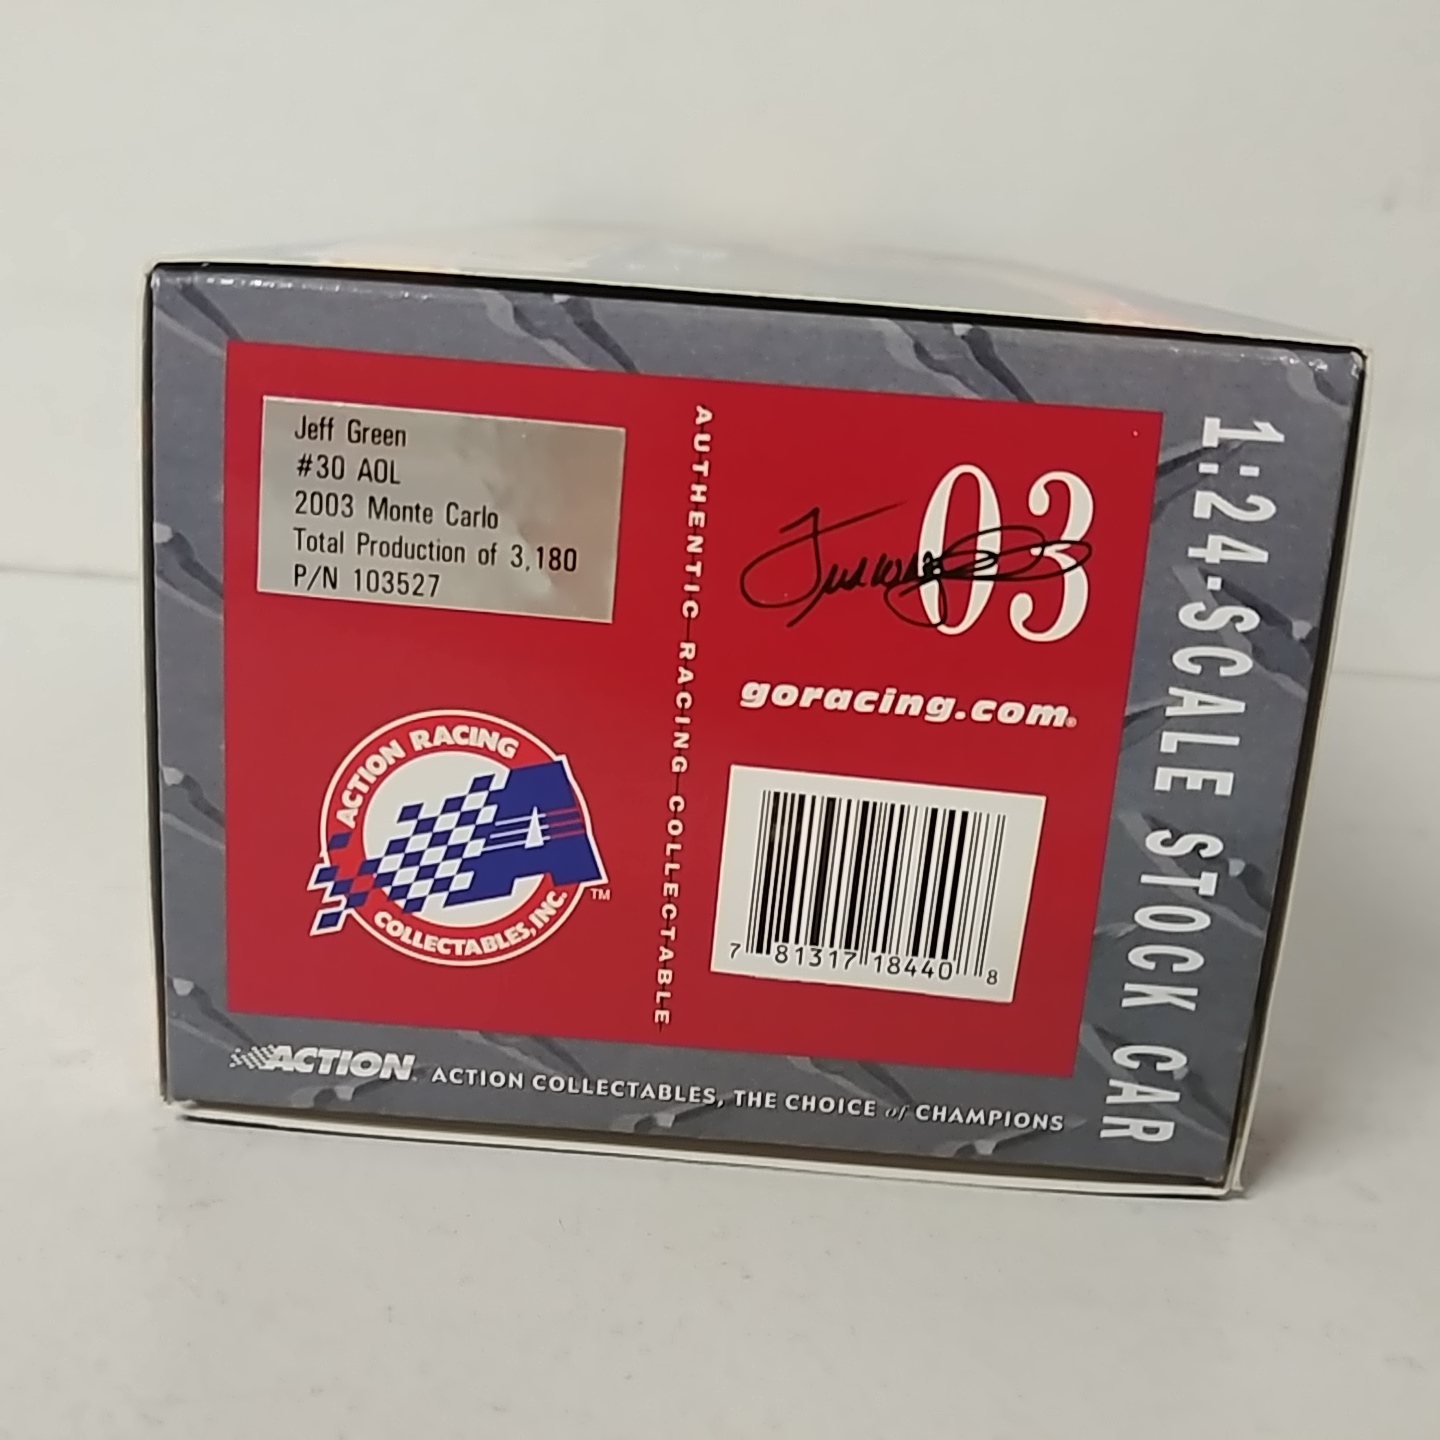 Jeff Green
#30 AOL
2003 Monte Carlo
Total Production of 3,180
P/N 103527
AUTHENTIC RACING COLLECTABLE
03
goracing.com®
ACTION RACING
COLLECTABLES, INC.
A
TM
7 81317 18440 8
1:24-SCALE STOCK CAR
ACTION
ACTION COLLECTABLES, THE CHOICE of CHAMPIONS